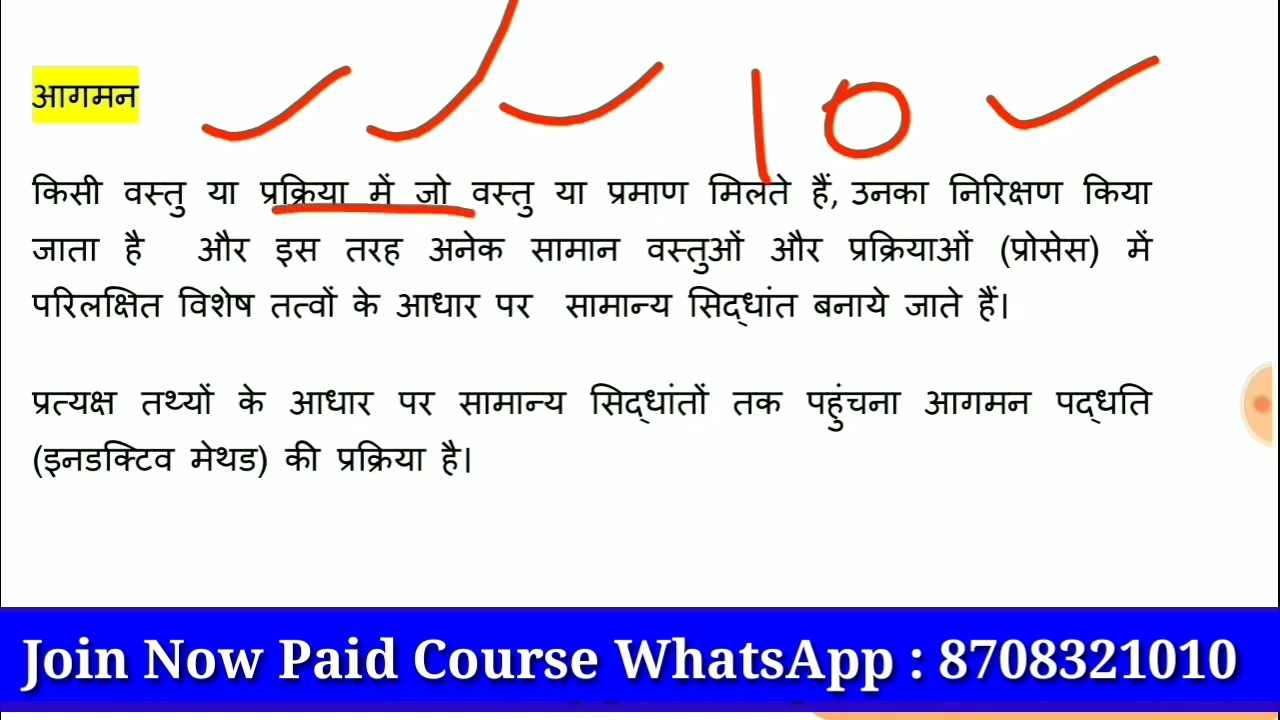 आगमन
10
किसी वस्तु या प्रक्रिया में जो वस्तु या प्रमाण मिलते हैं, उनका निरिक्षण किया
जाता है और इस तरह अनेक सामान वस्तुओं और प्रक्रियाओं (प्रोसेस) में
परिलक्षित विशेष तत्वों के आधार पर सामान्य सिद्धांत बनाये जाते हैं।
प्रत्यक्ष तथ्यों के आधार पर सामान्य सिद्धांतों तक पहुंचना आगमन पद्धति
(इनडक्टिव मेथड) की प्रक्रिया है।
Join Now Paid Course WhatsApp : 8708321010